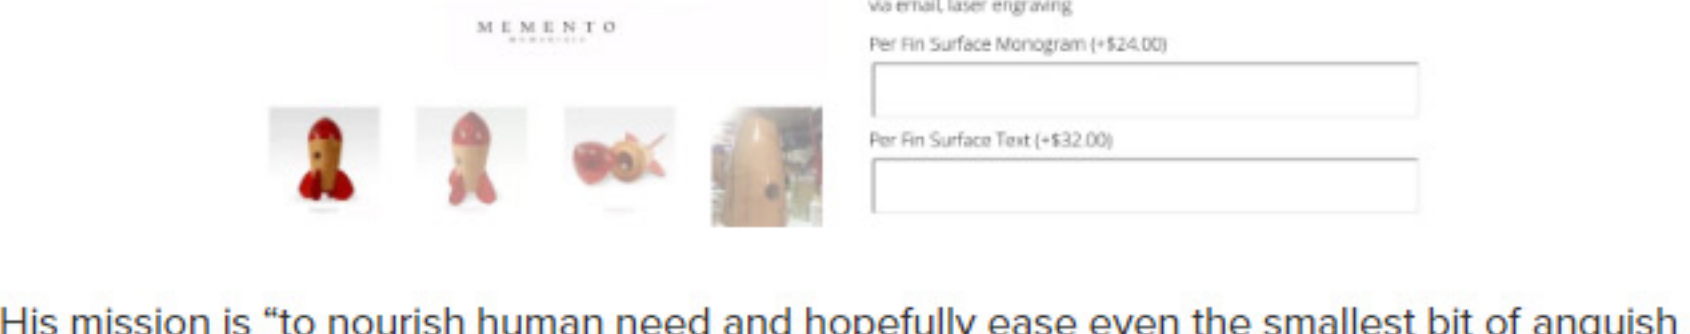 via email, laser engraving
MEMENTO
Per Fin Surface Monogram (+$24.00)
Per Fin Surface Text (+$32.00)
His mission is “to nourish human need and hopefully ease even the smallest bit of anguish